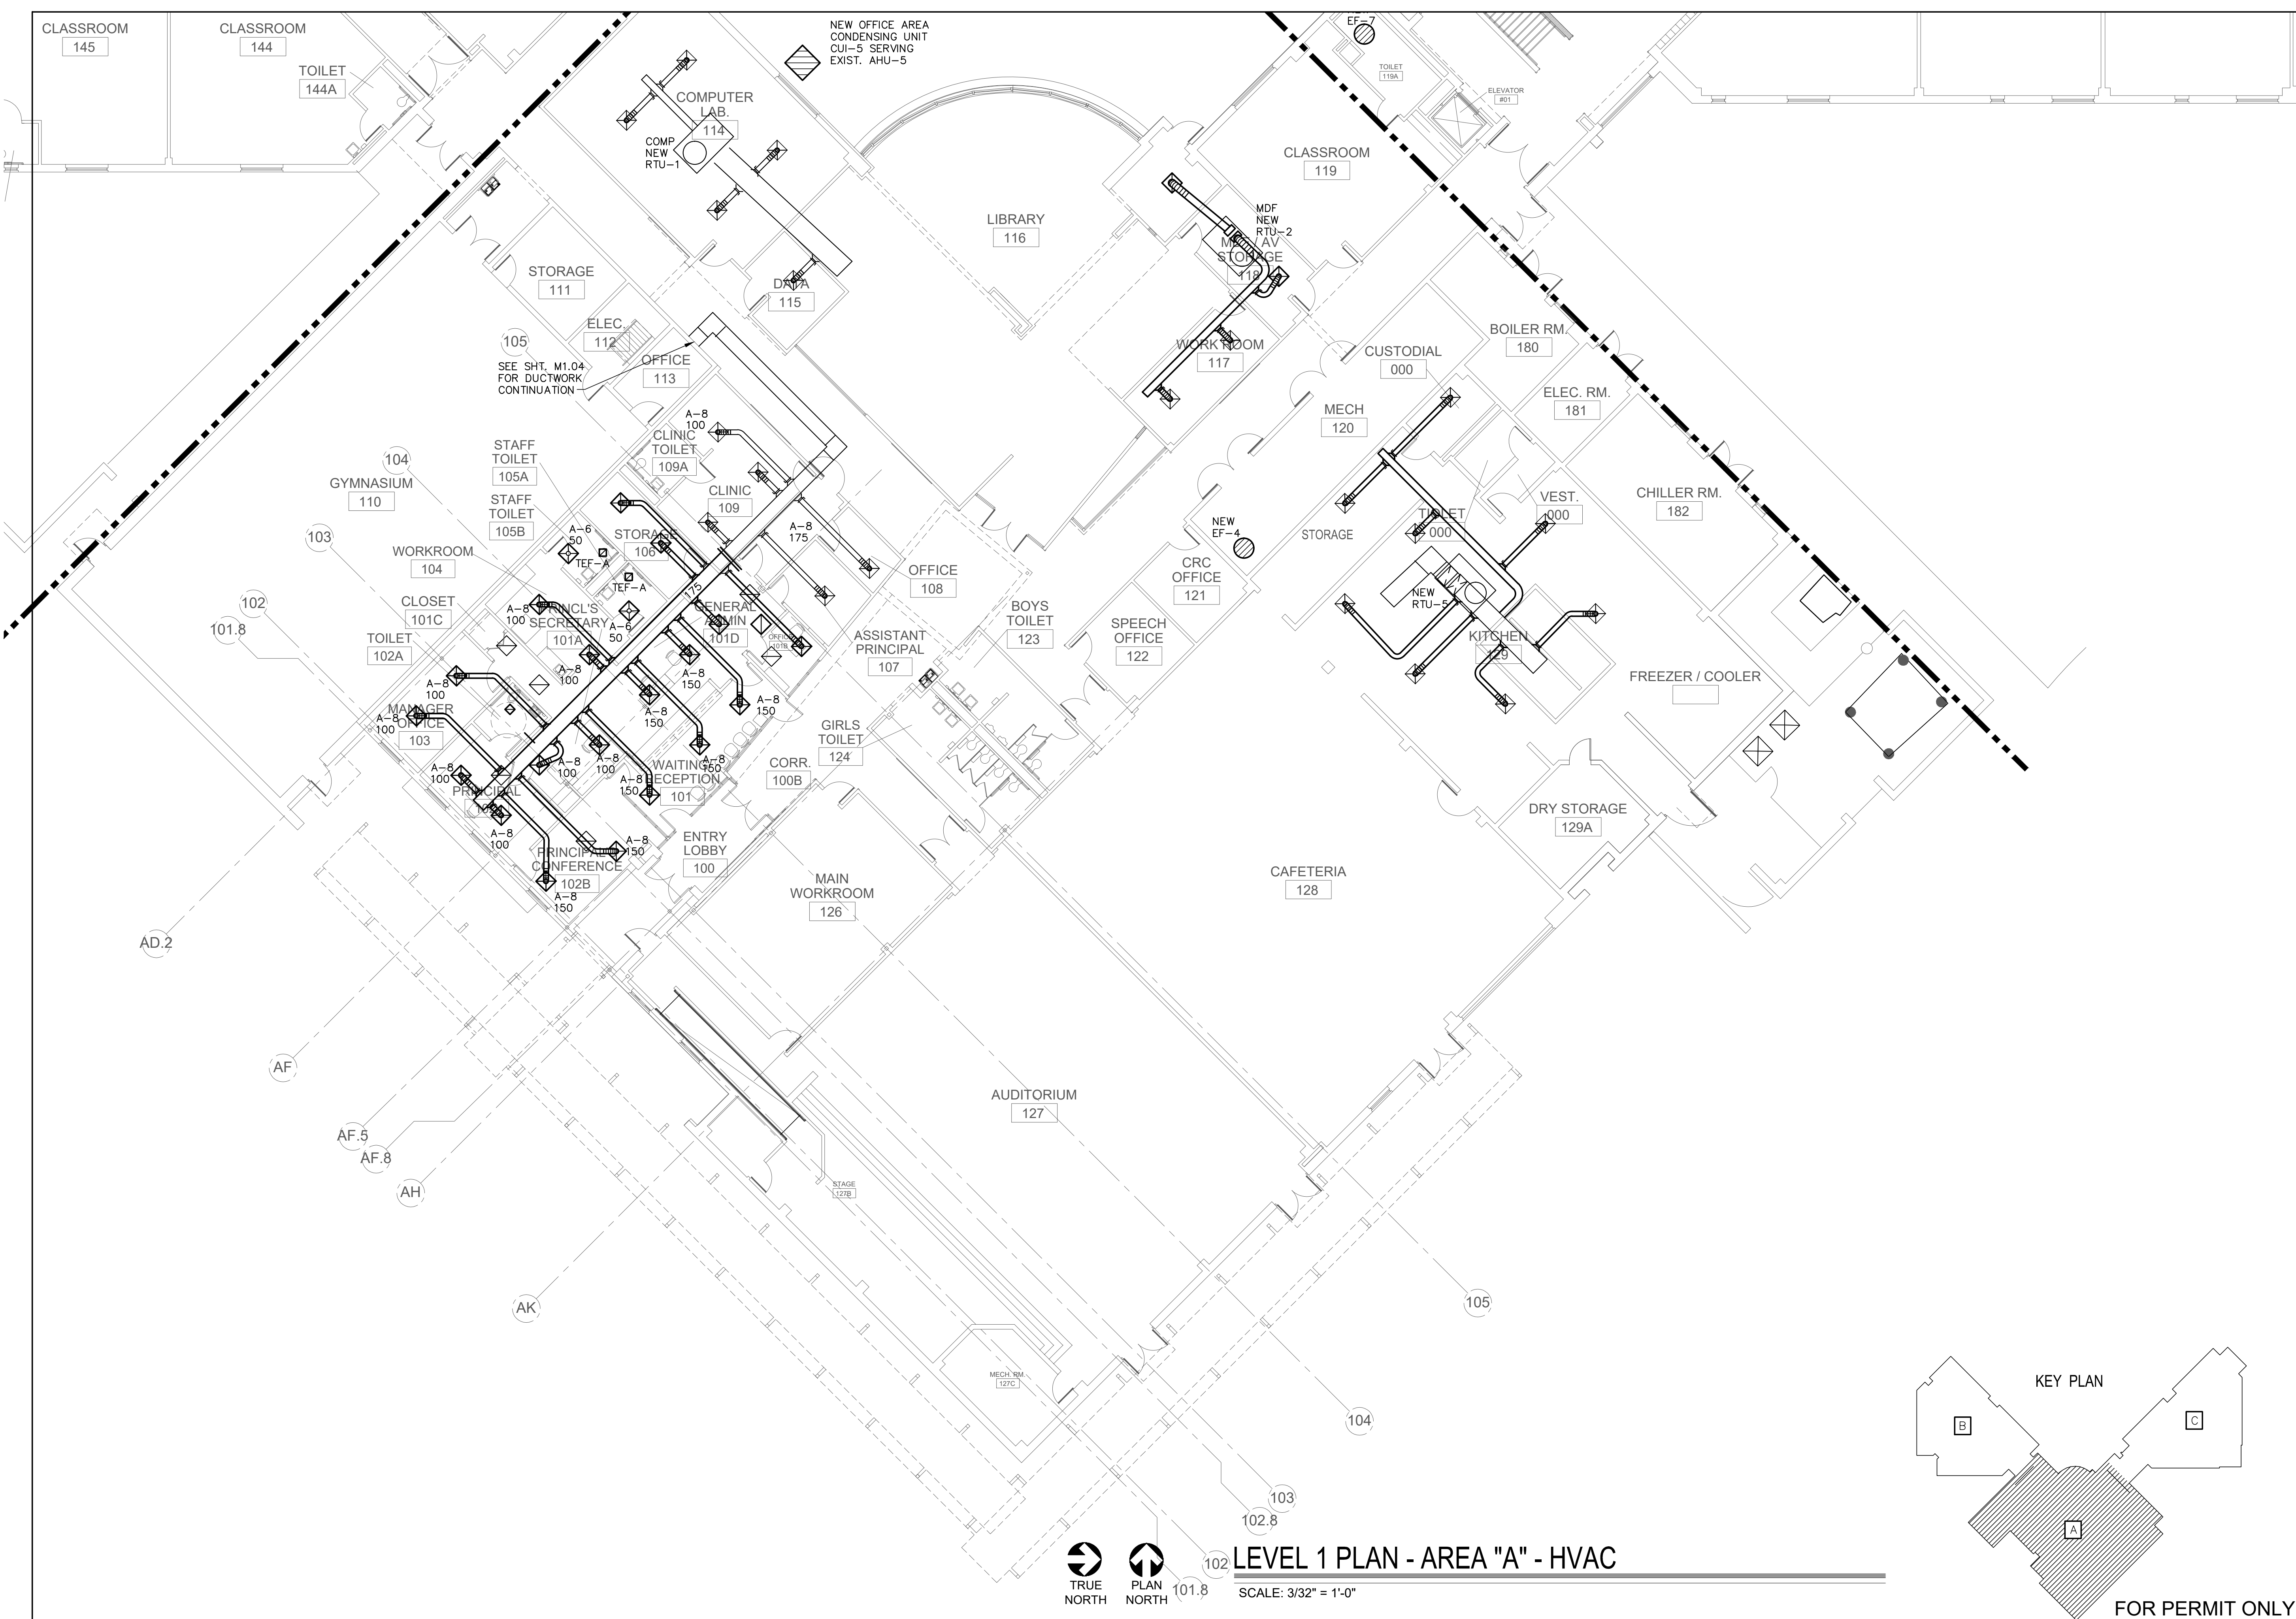 CLASSROOM
145
CLASSROOM
144
TOILET
144A
NEW OFFICE AREA
CONDENSING UNIT
CUI-5 SERVING
EXIST. AHU-5
EF-7
TOILET
119A
ELEVATOR
#01
COMPUTER
LAB.
114
COMP
NEW
RTU-1
CLASSROOM
119
LIBRARY
116
MDF
NEW
RTU-2
STORAGE
118
STORAGE
111
DATA
115
ELEC.
112
105
OFFICE
113
SEE SHT. M1.04
FOR DUCTWORK
CONTINUATION
WORK ROOM
117
BOILER RM.
180
CUSTODIAL
000
ELEC. RM.
181
MECH
120
A-8
100
CLINIC
TOILET
109A
STAFF
TOILET
105A
104
GYMNASIUM
110
STAFF
TOILET
105B
CLINIC
109
CHILLER RM.
182
VEST.
000
TIOLET
000
STORAGE
NEW
EF-4
A-8
175
A-6
50
TEF-A
STORAGE
106
103
WORKROOM
104
TEF-A
175
OFFICE
108
CRC
OFFICE
121
NEW
RTU-5
CLOSET
101C
102
101.8
A-8
100
PRINCL'S
SECRETARY
101A
A-6
50
GENERAL
ADMIN
101D
OFFICE
101B
BOYS
TOILET
123
SPEECH
OFFICE
122
ASSISTANT
PRINCIPAL
107
KITCHEN
129
TOILET
102A
A-8
100
A-8
100
A-8
150
FREEZER / COOLER
A-8
150
A-8
150
MANAGER
OFFICE
103
A-8
100
GIRLS
TOILET
124
A-8
100
A-8
100
A-8
100
A-8
150
A-8
150
WAITING
RECEPTION
101
CORR.
100B
PRINCIPAL
DRY STORAGE
129A
A-8
100
A-8
150
ENTRY
LOBBY
100
PRINCIPAL
CONFERENCE
102B
A-8
150
MAIN
WORKROOM
126
CAFETERIA
128
AD.2
AF
AF.5
AF.8
AH
AK
AUDITORIUM
127
STAGE
127B
MECH. RM.
127C
105
104
103
102.8
102
101.8
TRUE
NORTH
PLAN
NORTH
LEVEL 1 PLAN - AREA "A" - HVAC
SCALE: 3/32" = 1'-0"
KEY PLAN
B
C
A
FOR PERMIT ONLY